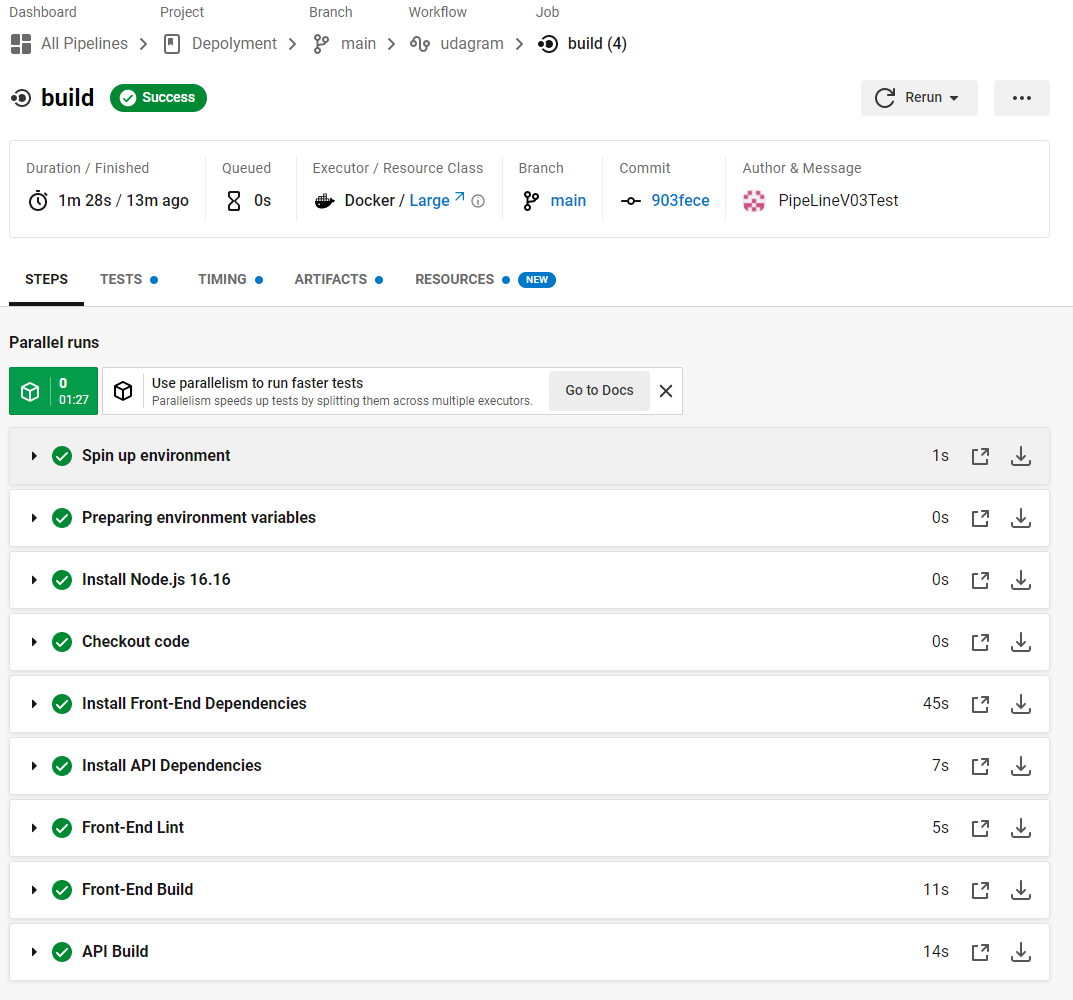 Dashboard Project Branch Workflow Job
All Pipelines Depolyment main udagram build (4)
build Success Rerun
Duration / Finished Queued Executor / Resource Class Branch Commit Author & Message
1m 28s / 13m ago 0s Docker / Large main 903fece PipeLineV03Test
STEPS TESTS TIMING ARTIFACTS RESOURCES NEW
Parallel runs
0
01:27
Use parallelism to run faster tests
Parallelism speeds up tests by splitting them across multiple executors.
Go to Docs
Spin up environment 1s
Preparing environment variables 0s
Install Node.js 16.16 0s
Checkout code 0s
Install Front-End Dependencies 45s
Install API Dependencies 7s
Front-End Lint 5s
Front-End Build 11s
API Build 14s